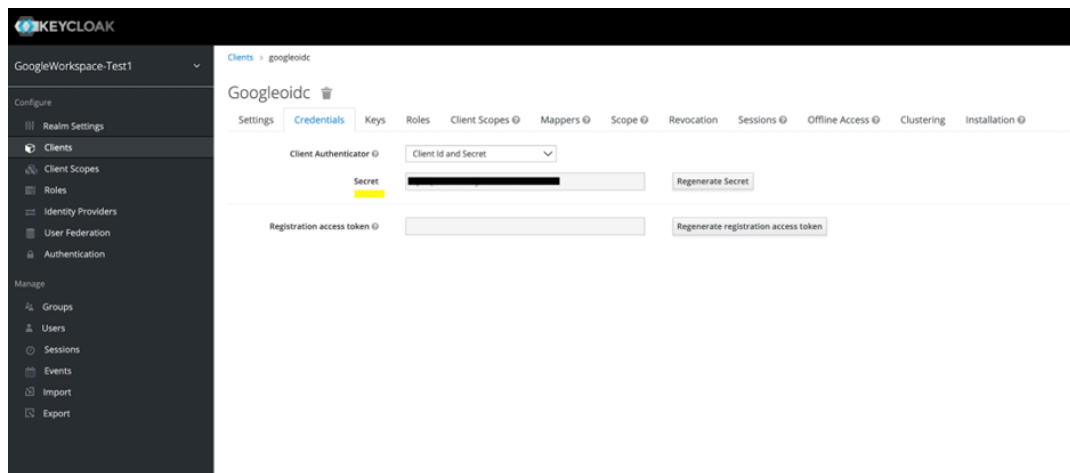 KEYCLOAK
GoogleWorkspace-Test1
Configure
Realm Settings
Clients
Client Scopes
Roles
Identity Providers
User Federation
Authentication
Manage
Groups
Users
Sessions
Events
Import
Export
Clients > googleoidc
Googleoidc
Settings Credentials Keys Roles Client Scopes Mappers Scope Revocation Sessions Offline Access Clustering Installation
Client Authenticator Client Id and Secret
Secret Regenerate Secret
Registration access token Regenerate registration access token